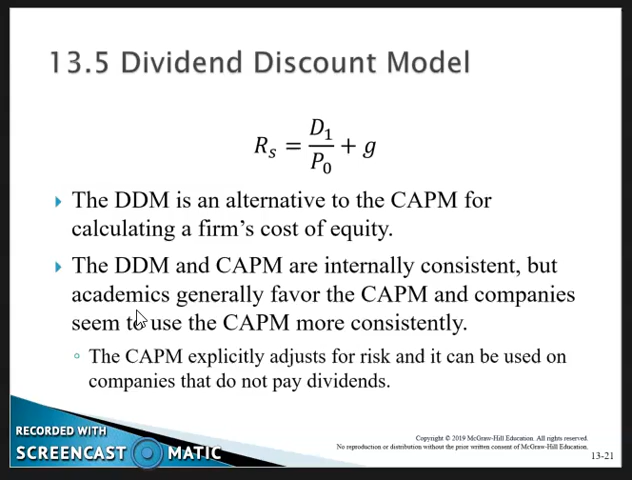 13.5 Dividend Discount Model
Rₛ = D₁/P₀ + g
The DDM is an alternative to the CAPM for
calculating a firm's cost of equity.
The DDM and CAPM are internally consistent, but
academics generally favor the CAPM and companies
seem to use the CAPM more consistently.
The CAPM explicitly adjusts for risk and it can be used on
companies that do not pay dividends.
RECORDED WITH
SCREENCAST MATIC
Copyright © 2019 McGraw-Hill Education. All rights reserved.
No reproduction or distribution without the prior written consent of McGraw-Hill Education.
13-21